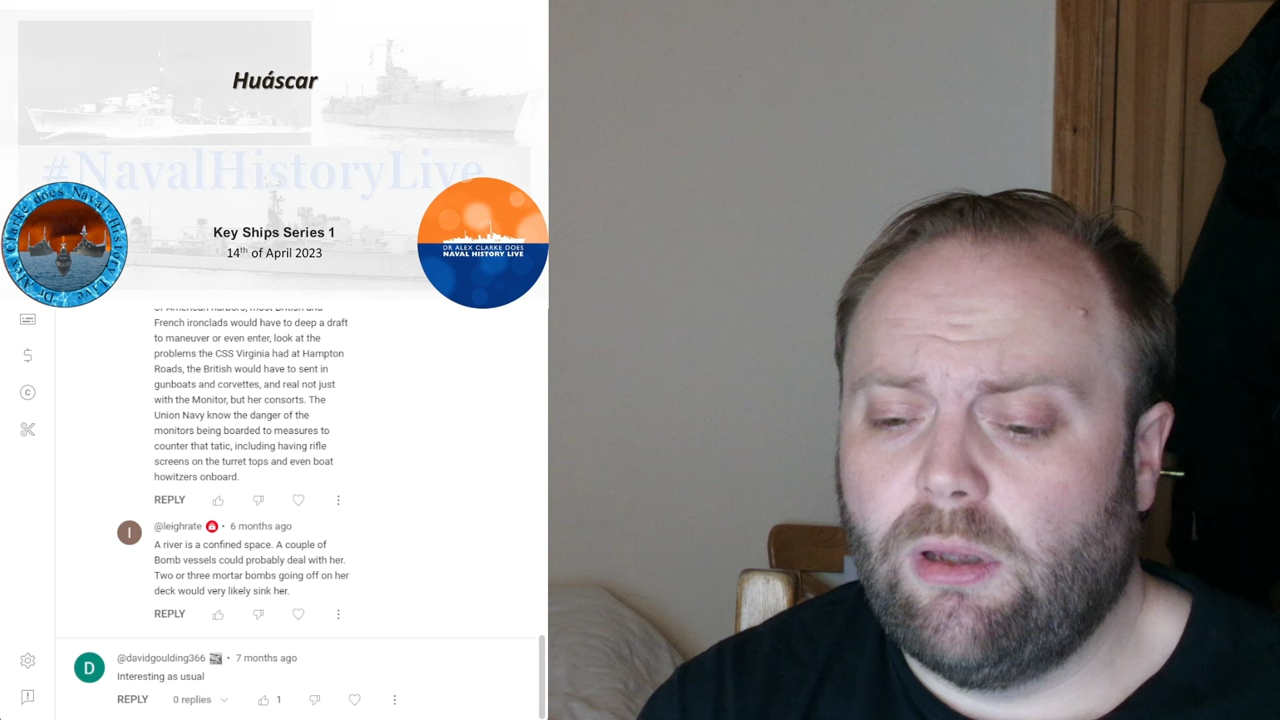 Huáscar
#NavalHistoryLive
Dr Alex Clarke does Naval History Live
DR ALEX CLARKE DOES
NAVAL HISTORY LIVE
Key Ships Series 1
14th of April 2023
of American harbors, most British and
French ironclads would have to deep a draft
to maneuver or even enter, look at the
problems the CSS Virginia had at Hampton
Roads, the British would have to sent in
gunboats and corvettes, and real not just
with the Monitor, but her consorts. The
Union Navy know the danger of the
monitors being boarded to measures to
counter that tatic, including having rifle
screens on the turret tops and even boat
howitzers onboard.
REPLY
I
@leighrate • 6 months ago
A river is a confined space. A couple of
Bomb vessels could probably deal with her.
Two or three mortar bombs going off on her
deck would very likely sink her.
REPLY
D
@davidgoulding366 • 7 months ago
Interesting as usual
REPLY 0 replies 1